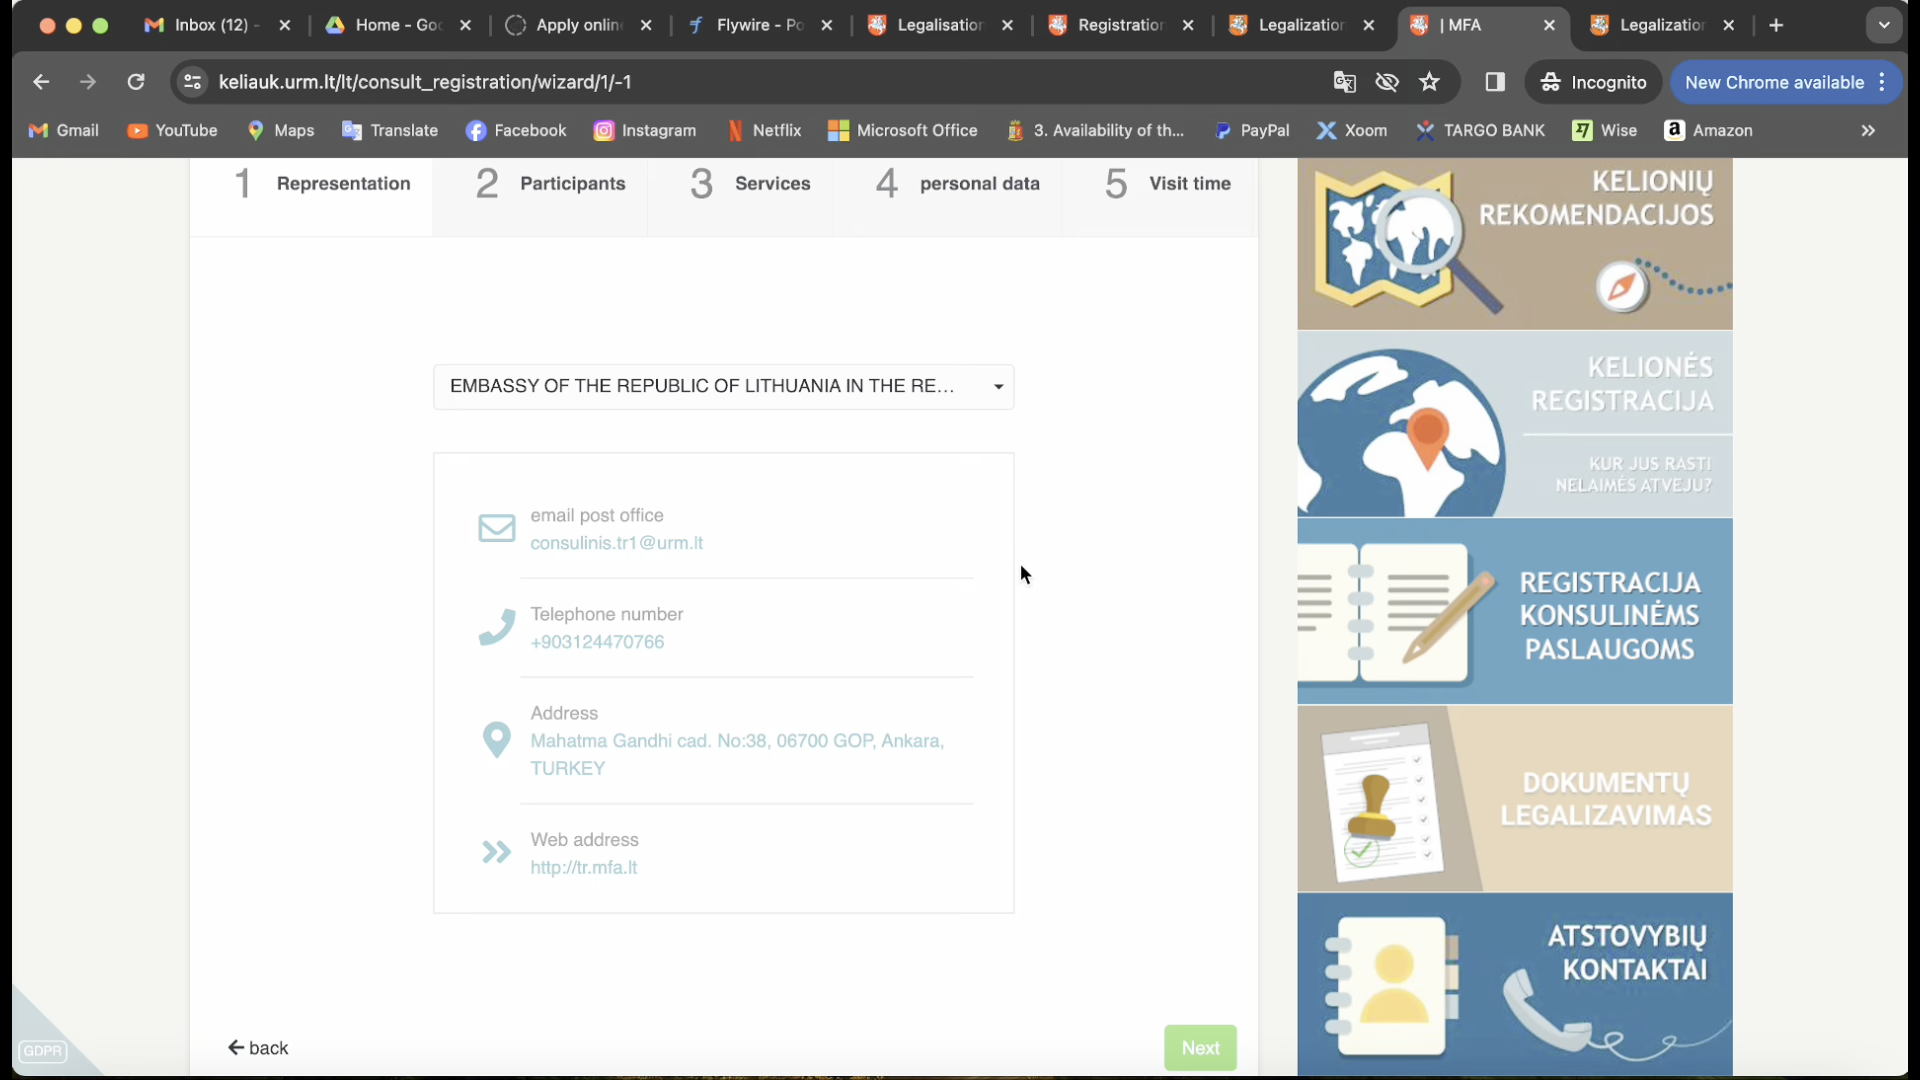 Inbox (12) -
Home - Goo
Apply onlin
Flywire - Po
Legalisation
Registration
Legalization
| MFA
Legalization
keliauk.urm.lt/lt/consult_registration/wizard/1/-1
Incognito
New Chrome available
Gmail
YouTube
Maps
Translate
Facebook
Instagram
Netflix
Microsoft Office
3. Availability of th...
PayPal
Xoom
TARGO BANK
Wise
Amazon
1 Representation
2 Participants
3 Services
4 personal data
5 Visit time
EMBASSY OF THE REPUBLIC OF LITHUANIA IN THE RE...
email post office
consulinis.tr1@urm.lt
Telephone number
+903124470766
Address
Mahatma Gandhi cad. No:38, 06700 GOP, Ankara,
TURKEY
Web address
http://tr.mfa.lt
back
Next
GDPR
KELIONIŲ
REKOMENDACIJOS
KELIONĖS
REGISTRACIJA
KUR JUS RASTI
NELAIMĖS ATVEJU?
REGISTRACIJA
KONSULINĖMS
PASLAUGOMS
DOKUMENTŲ
LEGALIZAVIMAS
ATSTOVYBIŲ
KONTAKTAI